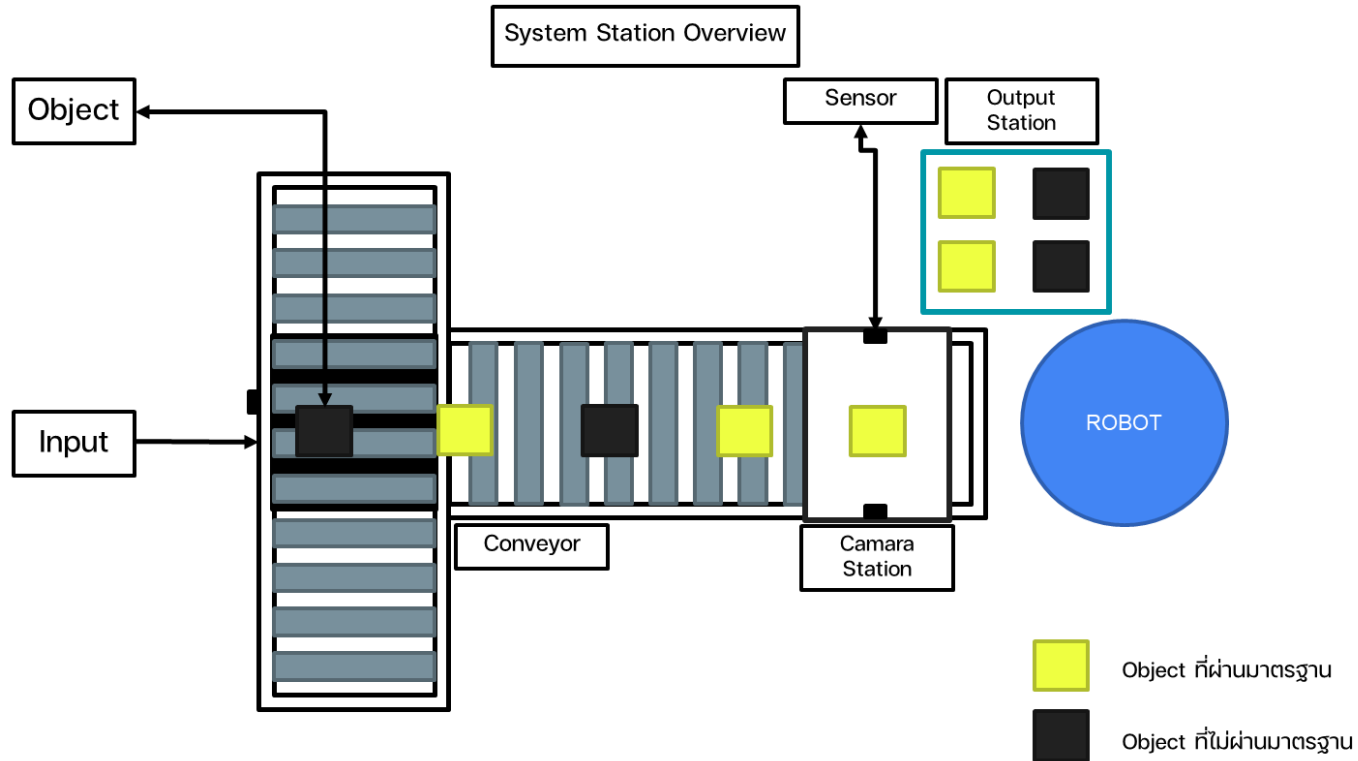 System Station Overview
Object
Sensor
Output
Station
Input
ROBOT
Conveyor
Camara
Station
Object ที่ผ่านมาตรฐาน
Object ที่ไม่ผ่านมาตรฐาน